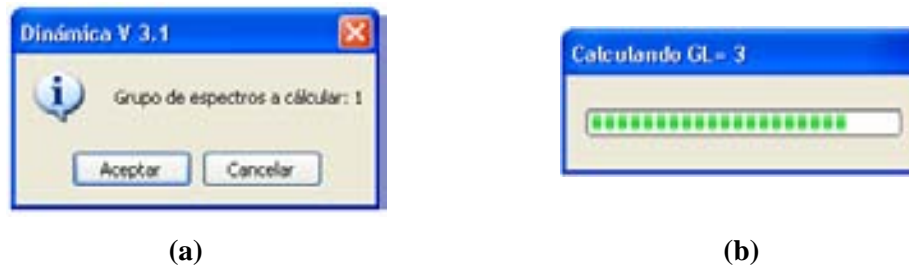 Dinámica V 3.1
Grupo de espectros a cálcular: 1
Aceptar Cancelar
Calculando GL= 3
(a) (b)